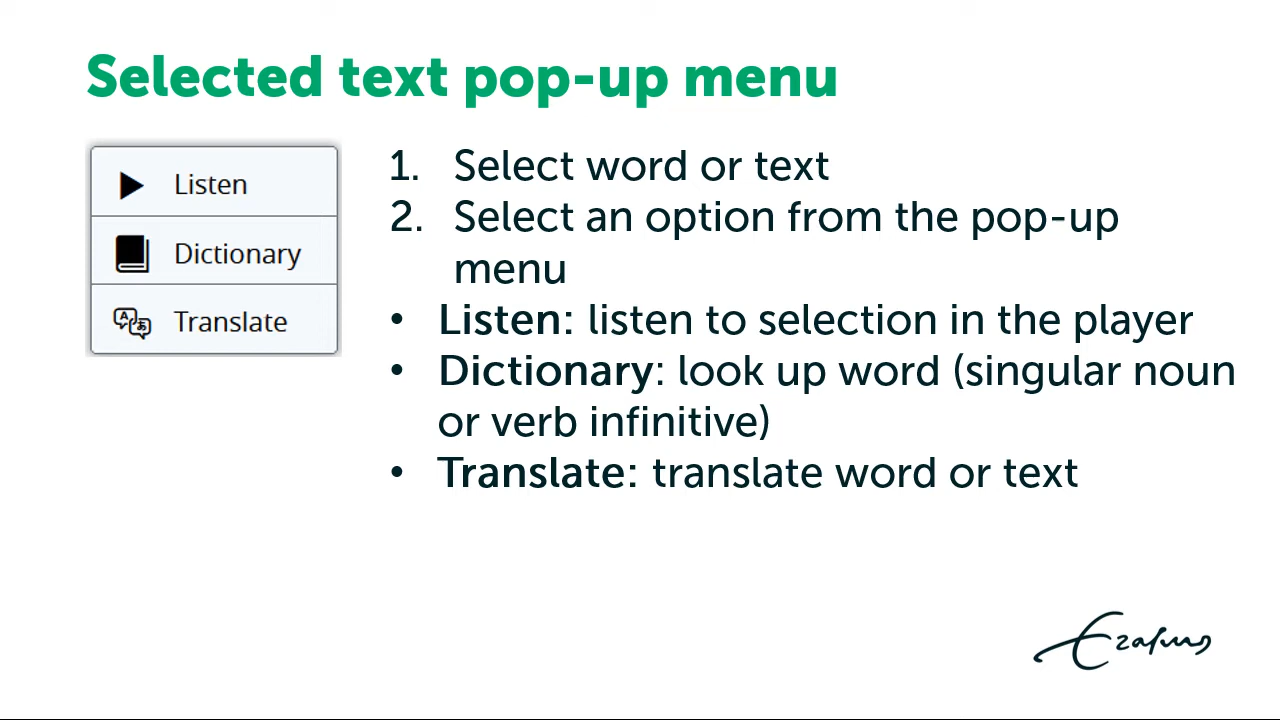 Selected text pop-up menu
Listen
Dictionary
Translate
1. Select word or text
2. Select an option from the pop-up
menu
• Listen: listen to selection in the player
• Dictionary: look up word (singular noun
or verb infinitive)
• Translate: translate word or text
Erasmus